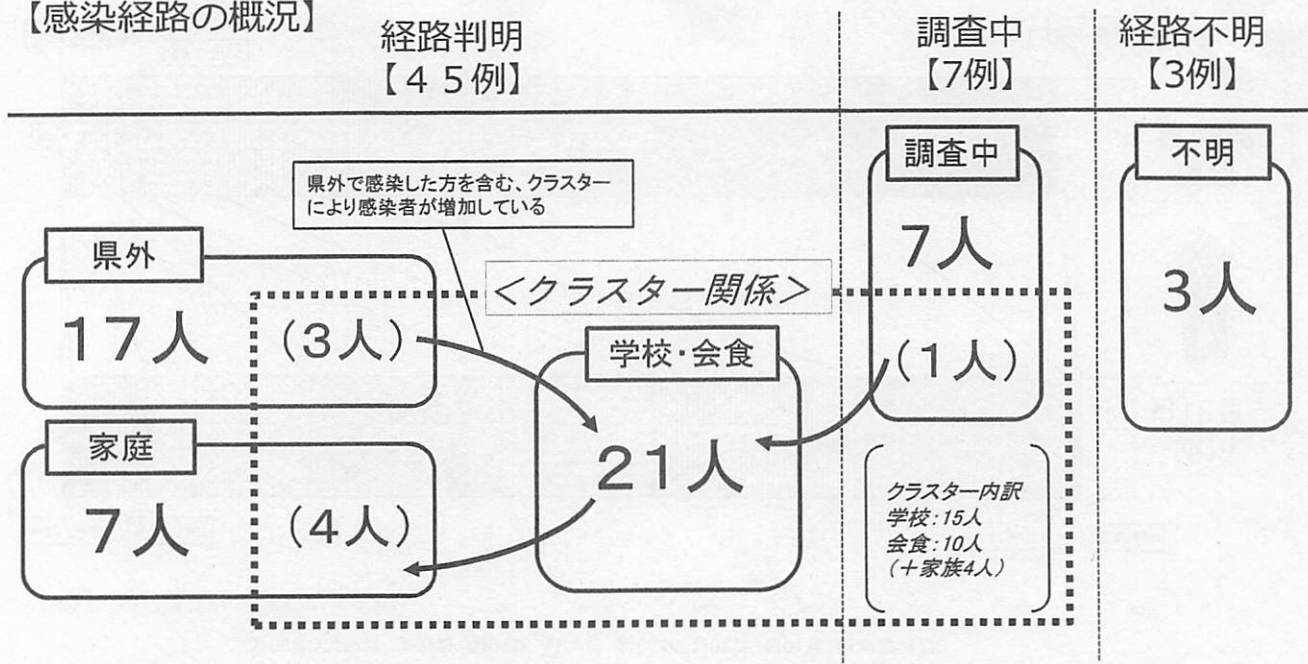 【感染経路の概況】
経路判明
【４５例】
調査中
【7例】
経路不明
【3例】
県外で感染した方を含む、クラスター
により感染者が増加している
県外
17人
(3人)
＜クラスター関係＞
学校・会食
21人
家庭
7人
(4人)
調査中
7人
(1人)
クラスター内訳
学校：15人
会食：10人
(＋家族4人)
不明
3人